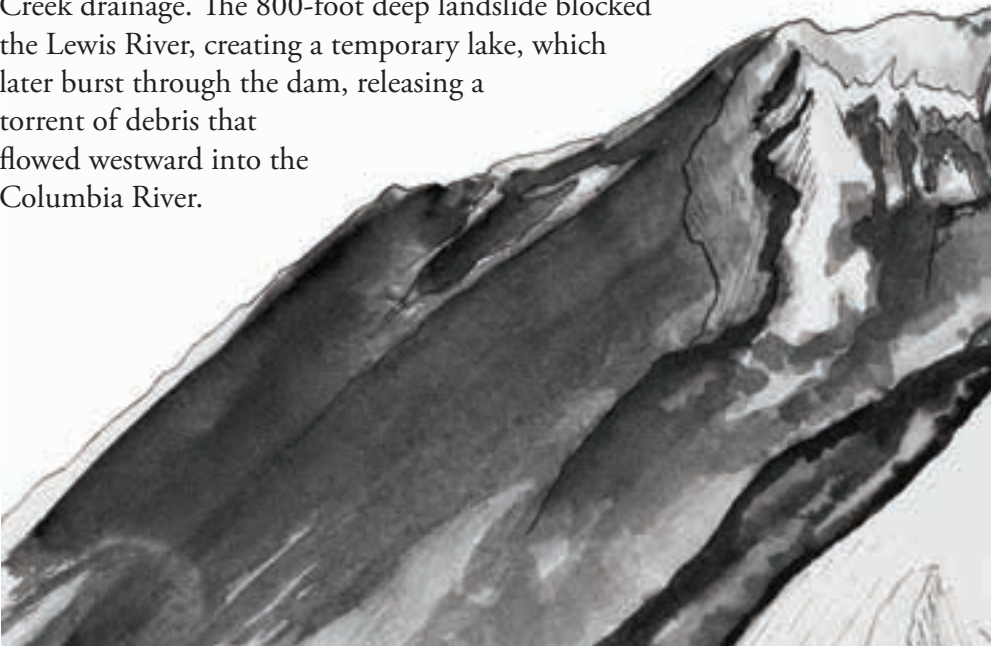 Creek drainage. The 800-foot deep landslide blocked
the Lewis River, creating a temporary lake, which
later burst through the dam, releasing a
torrent of debris that
flowed westward into the
Columbia River.